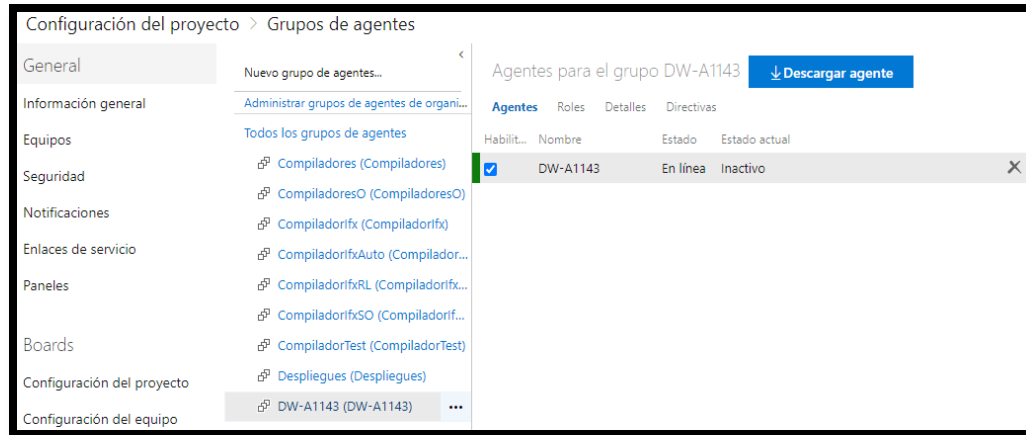 Configuración del proyecto > Grupos de agentes
General
Información general
Equipos
Seguridad
Notificaciones
Enlaces de servicio
Paneles
Boards
Configuración del proyecto
Configuración del equipo
<
Nuevo grupo de agentes...
Administrar grupos de agentes de organi...
Todos los grupos de agentes
Compiladores (Compiladores)
CompiladoresO (CompiladoresO)
CompiladorIfx (CompiladorIfx)
CompiladorIfxAuto (Compilador...
CompiladorIfxRL (CompiladorIfx...
CompiladorIfxSO (CompiladorIf...
CompiladorTest (CompiladorTest)
Despliegues (Despliegues)
DW-A1143 (DW-A1143) ...
Agentes para el grupo DW-A1143 Descargar agente
Agentes Roles Detalles Directivas
Habilit... Nombre Estado Estado actual
DW-A1143 En línea Inactivo